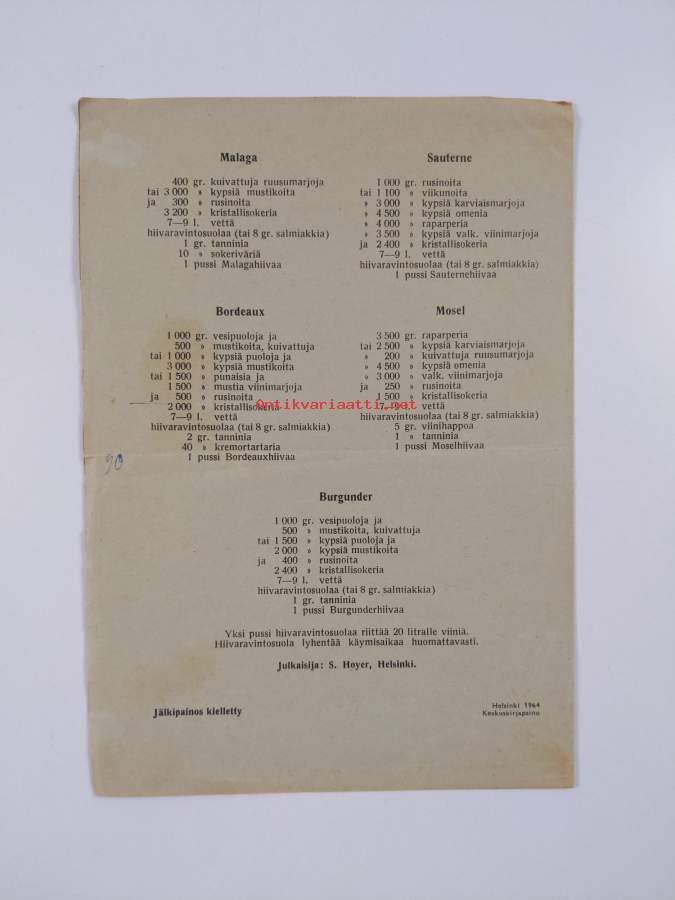 Malaga
400 gr. kuivattuja ruusumarjoja
tai 3 000 » kypsiä mustikoita
ja 300 » rusinoita
3 200 » kristallisokeria
7—9 l. vettä
hiivaravintosuolaa (tai 8 gr. salmiakkia)
1 gr. tanninia
10 » sokeriväriä
1 pussi Malagahiivaa
Sauterne
1 000 gr. rusinoita
tai 1 100 » viikunoita
» 3 000 » kypsiä karviaismarjoja
» 4 500 » kypsiä omenia
» 4 000 » raparperia
» 3 500 » kypsiä valk. viinimarjoja
ja 2 400 » kristallisokeria
7—9 l. vettä
hiivaravintosuolaa (tai 8 gr. salmiakkia)
1 pussi Sauternehiivaa
Bordeaux
1 000 gr. vesipuoloja ja
500 » mustikoita, kuivattuja
tai 1 000 » kypsiä puoloja ja
3 000 » kypsiä mustikoita
tai 1 500 » punaisia ja
1 500 » mustia viinimarjoja
ja 500 » rusinoita
2 000 » kristallisokeria
7—9 l. vettä
hiivaravintosuolaa (tai 8 gr. salmiakkia)
2 gr. tanninia
40 » kremortartaria
1 pussi Bordeauxhiivaa
Mosel
3 500 gr. raparperia
tai 2 500 » kypsiä karviaismarjoja
» 200 » kuivattuja ruusumarjoja
» 4 500 » kypsiä omenia
» 3 000 » valk. viinimarjoja
ja 250 » rusinoita
1 500 » kristallisokeria
7—9 l. vettä
hiivaravintosuolaa (tai 8 gr. salmiakkia)
5 gr. viinihappoa
1 » tanninia
1 pussi Moselhiivaa
Antikvariaatti.net
90
Burgunder
1 000 gr. vesipuoloja ja
500 » mustikoita, kuivattuja
tai 1 500 » kypsiä puoloja ja
2 000 » kypsiä mustikoita
ja 400 » rusinoita
2 400 » kristallisokeria
7—9 l. vettä
hiivaravintosuolaa (tai 8 gr. salmiakkia)
1 gr. tanninia
1 pussi Burgunderhiivaa
Yksi pussi hiivaravintosuolaa riittää 20 litralle viiniä.
Hiivaravintosuola lyhentää käymisaikaa huomattavasti.
Julkaisija: S. Hoyer, Helsinki.
Jälkipainos kielletty
Helsinki 1964
Keskuskirjapaino